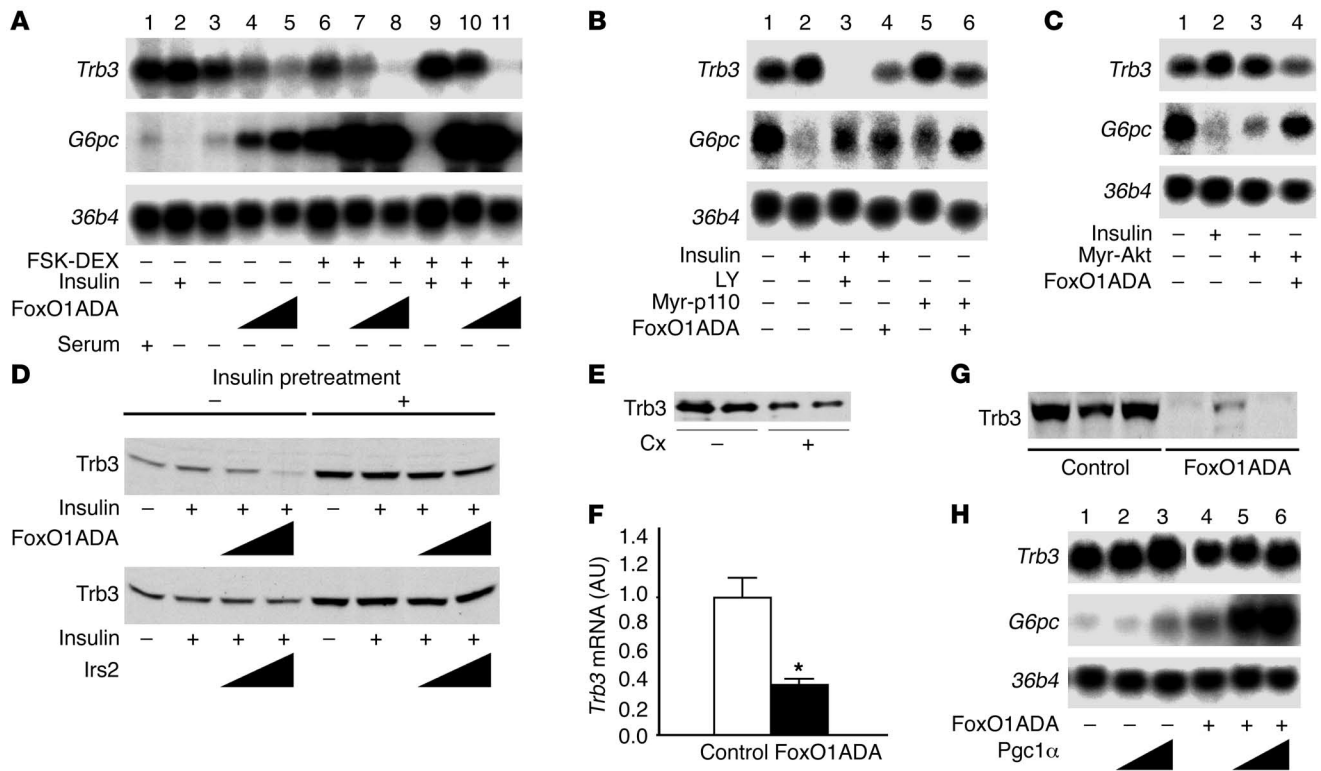 A
1 2 3 4 5 6 7 8 9 10 11
Trb3
G6pc
36b4
FSK-DEX – – – – – + + + + + +
Insulin – + – – – – – – + + +
FoxO1ADA – – – – – –
Serum + – – – – – – – – – –
B
1 2 3 4 5 6
Trb3
G6pc
36b4
Insulin – + + + – –
LY – – + – – –
Myr-p110 – – – – + +
FoxO1ADA – – – + – +
C
1 2 3 4
Trb3
G6pc
36b4
Insulin – + – –
Myr-Akt – – + +
FoxO1ADA – – – +
D
Insulin pretreatment
– +
Trb3
Insulin – + + + – + + +
FoxO1ADA
Trb3
Insulin – + + + – + + +
Irs2
E
Trb3
Cx – +
F
Trb3 mRNA (AU)
1.4
1.2
1.0
0.8
0.6
0.4
0.2
0.0
*
Control FoxO1ADA
G
Trb3
Control FoxO1ADA
H
1 2 3 4 5 6
Trb3
G6pc
36b4
FoxO1ADA – – – + + +
Pgc1α